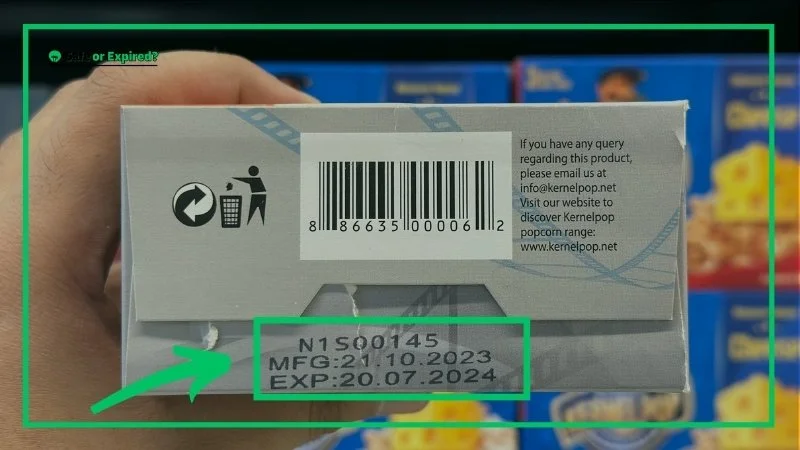 or Expired?
8 86635 00006 2
If you have any query
regarding this product,
please email us at
info@kernelpop.net
Visit our website to
discover Kernelpop
popcorn range:
www.kernelpop.net
N1S00145
MFG:21.10.2023
EXP:20.07.2024
KERNEL POP